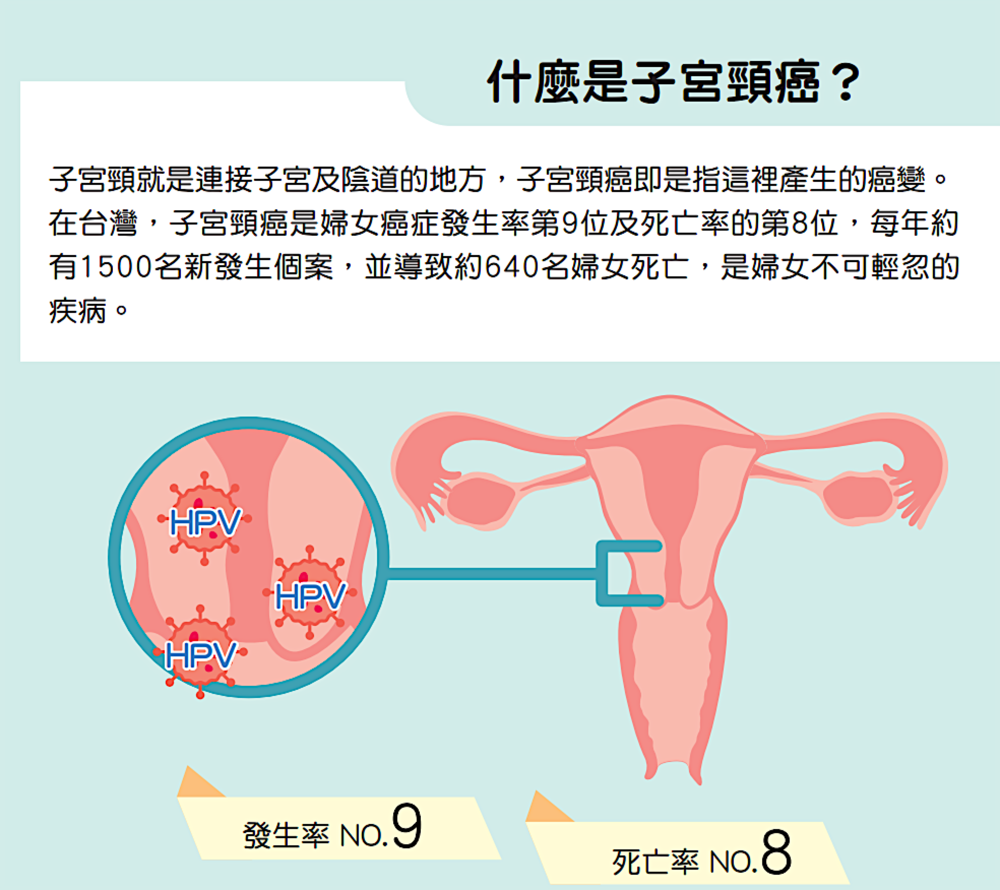 什麼是子宮頸癌？
子宮頸就是連接子宮及陰道的地方，子宮頸癌即是指這裡產生的癌變。
在台灣，子宮頸癌是婦女癌症發生率第9位及死亡率的第8位，每年約
有1500名新發生個案，並導致約640名婦女死亡，是婦女不可輕忽的
疾病。
HPV
HPV
HPV
發生率 NO.9
死亡率 NO.8